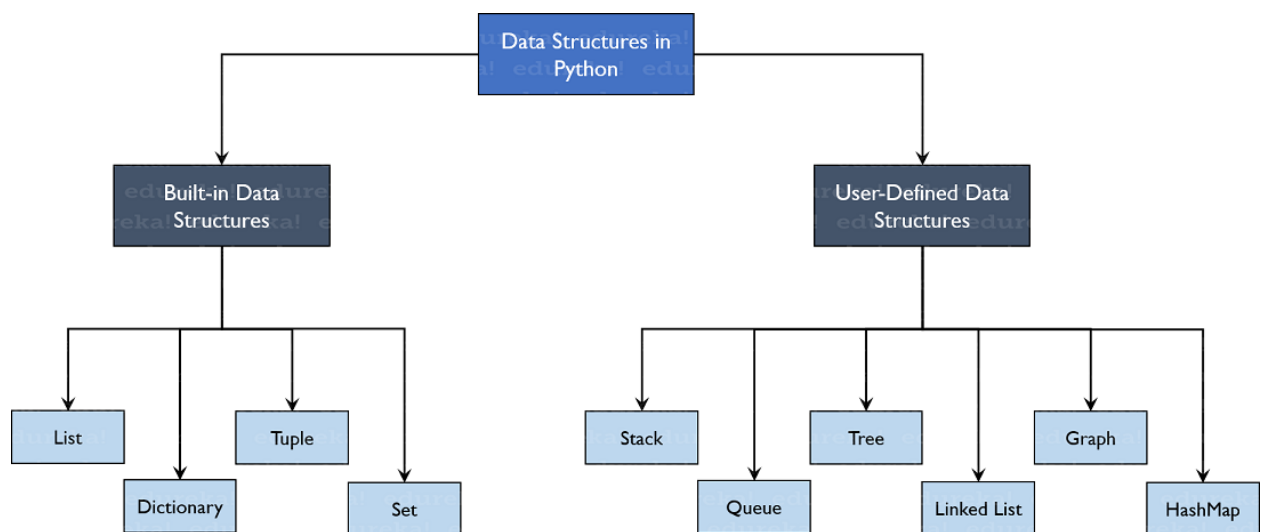 Data Structures in
Python
Built-in Data
Structures
User-Defined Data
Structures
List
Tuple
Stack
Tree
Graph
Dictionary
Set
Queue
Linked List
HashMap